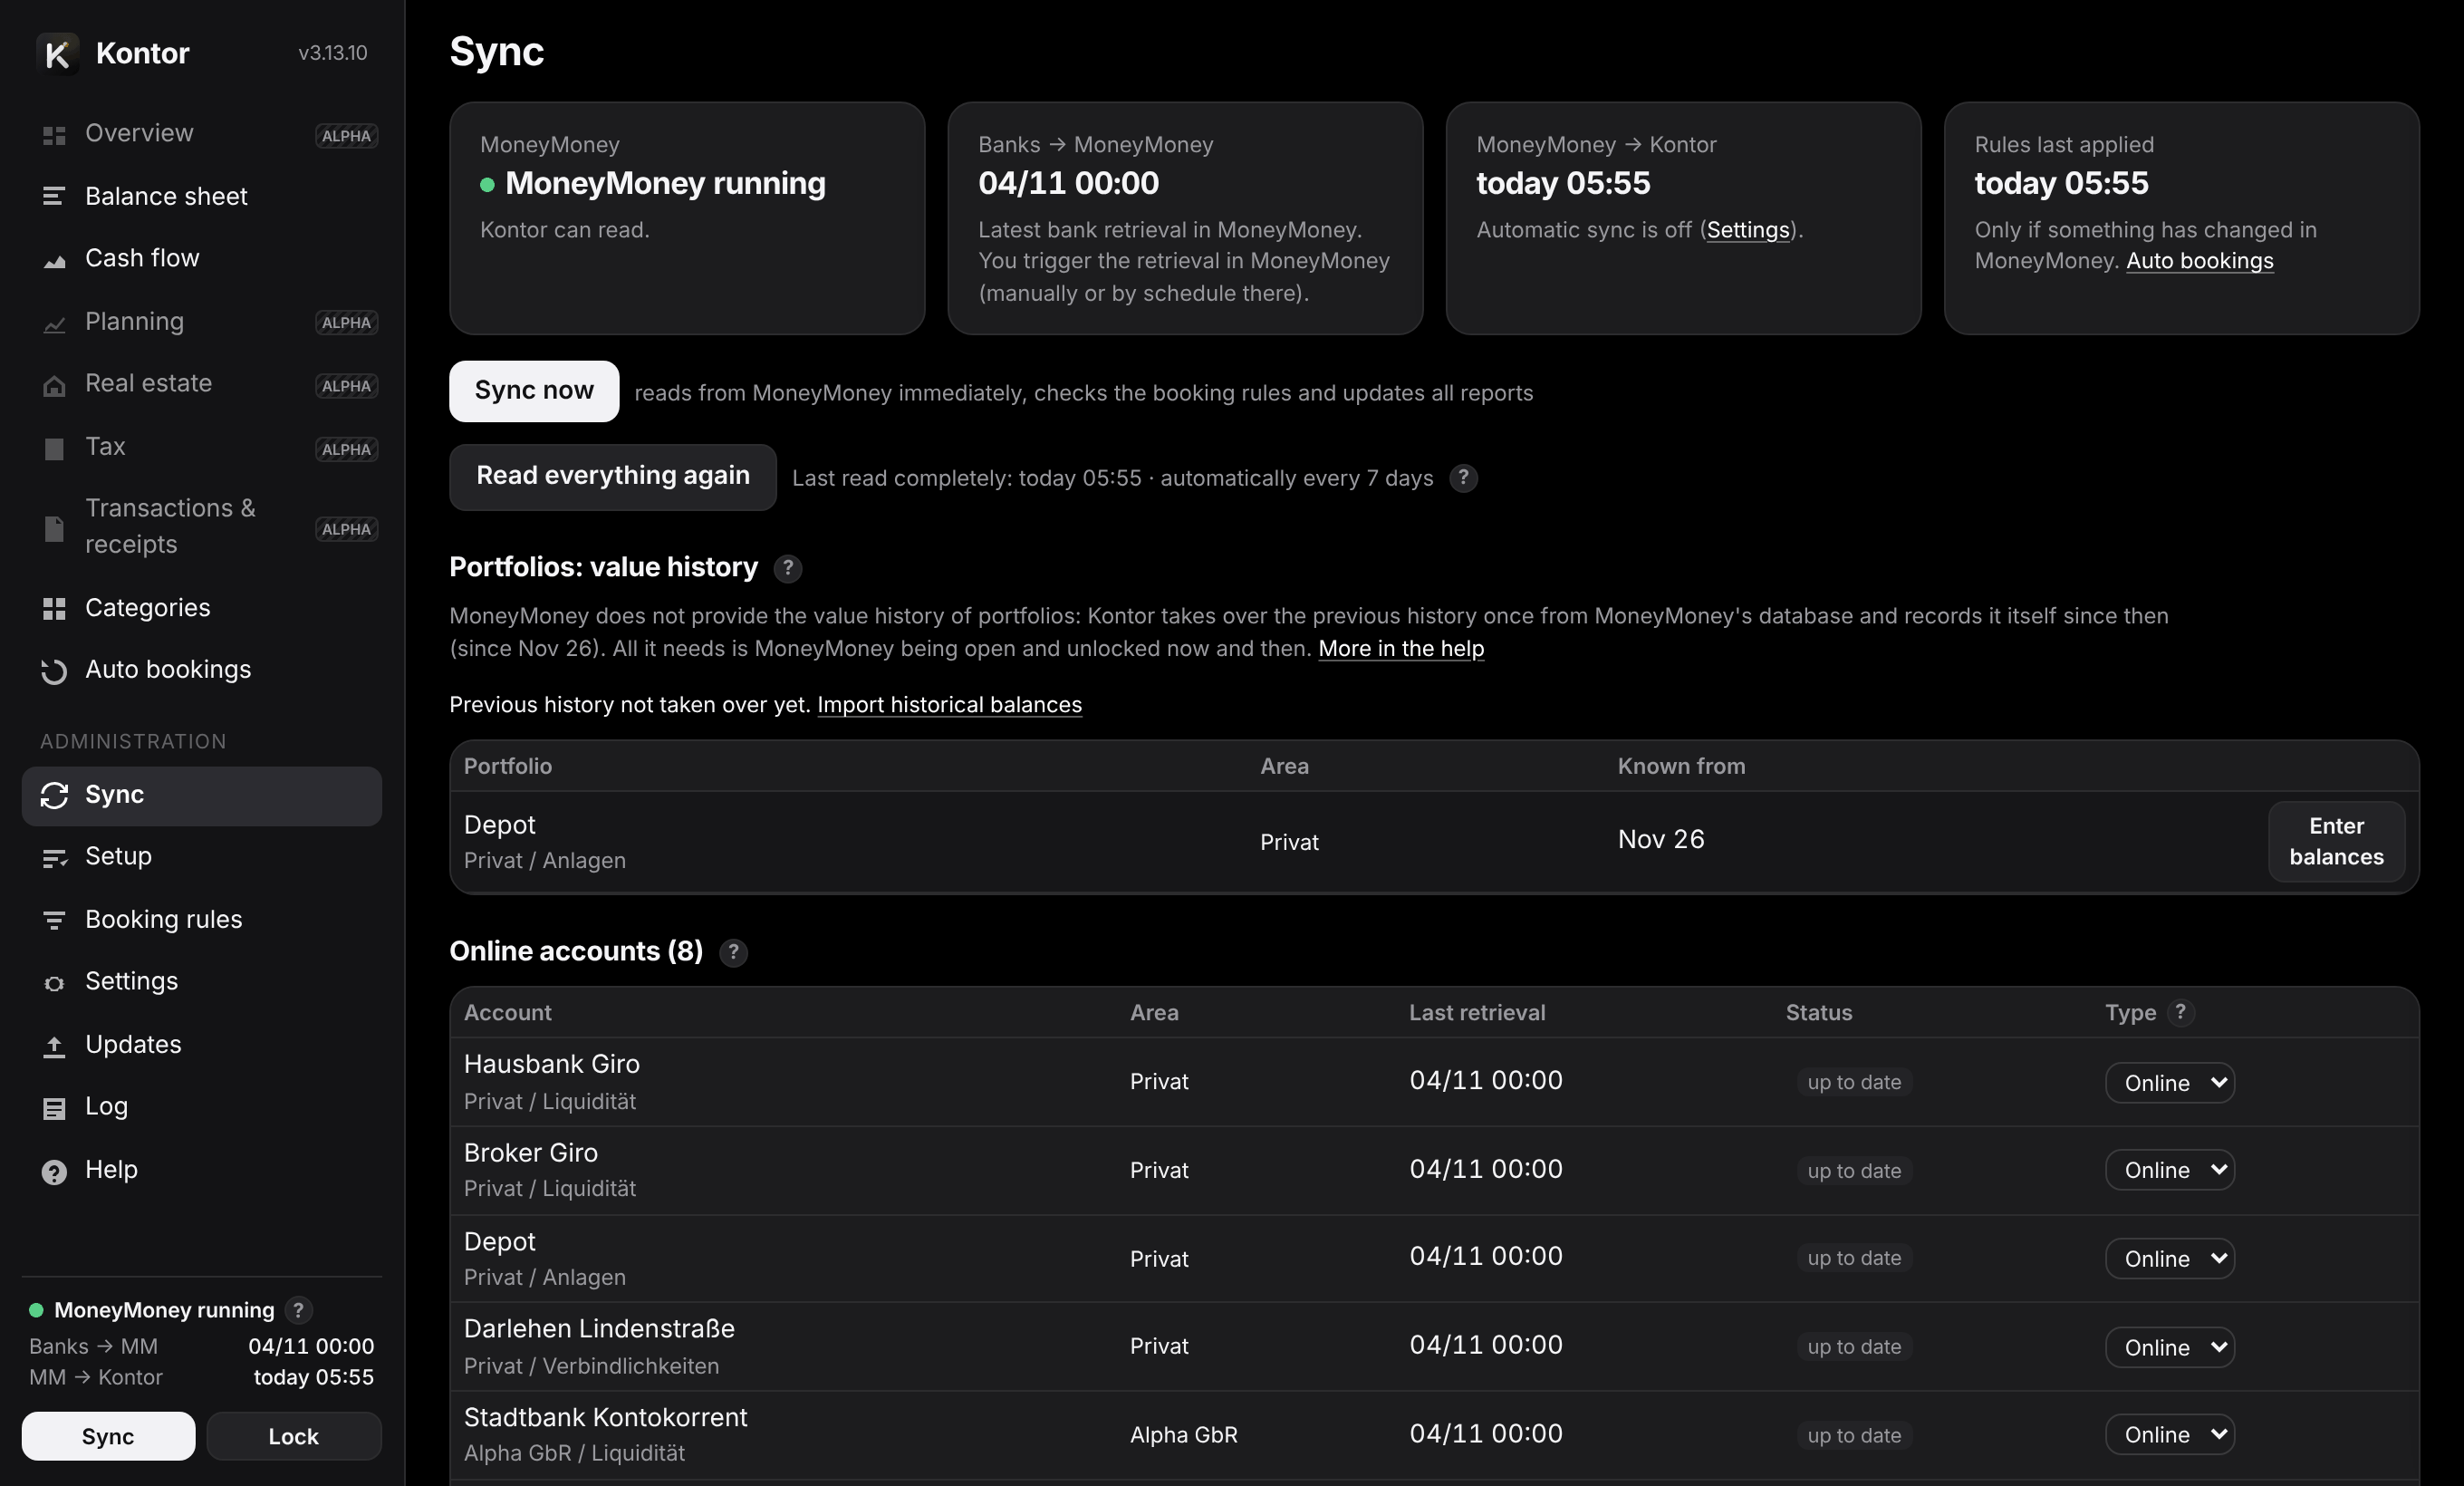 Kontor
v3.13.10
Overview
ALPHA
Balance sheet
Cash flow
Planning
ALPHA
Real estate
ALPHA
Tax
ALPHA
Transactions &
receipts
ALPHA
Categories
Auto bookings
ADMINISTRATION
Sync
Setup
Booking rules
Settings
Updates
Log
Help
MoneyMoney running ?
Banks → MM 04/11 00:00
MM → Kontor today 05:55
Sync Lock
Sync
MoneyMoney
MoneyMoney running
Kontor can read.
Banks → MoneyMoney
04/11 00:00
Latest bank retrieval in MoneyMoney.
You trigger the retrieval in MoneyMoney
(manually or by schedule there).
MoneyMoney → Kontor
today 05:55
Automatic sync is off (Settings).
Rules last applied
today 05:55
Only if something has changed in
MoneyMoney. Auto bookings
Sync now reads from MoneyMoney immediately, checks the booking rules and updates all reports
Read everything again Last read completely: today 05:55 · automatically every 7 days ?
Portfolios: value history ?
MoneyMoney does not provide the value history of portfolios: Kontor takes over the previous history once from MoneyMoney's database and records it itself since then
(since Nov 26). All it needs is MoneyMoney being open and unlocked now and then. More in the help
Previous history not taken over yet. Import historical balances
Portfolio Area Known from
Depot
Privat / Anlagen
Privat
Nov 26
Enter
balances
Online accounts (8) ?
Account Area Last retrieval Status Type ?
Hausbank Giro
Privat / Liquidität
Privat 04/11 00:00 up to date Online
Broker Giro
Privat / Liquidität
Privat 04/11 00:00 up to date Online
Depot
Privat / Anlagen
Privat 04/11 00:00 up to date Online
Darlehen Lindenstraße
Privat / Verbindlichkeiten
Privat 04/11 00:00 up to date Online
Stadtbank Kontokorrent
Alpha GbR / Liquidität
Alpha GbR 04/11 00:00 up to date Online